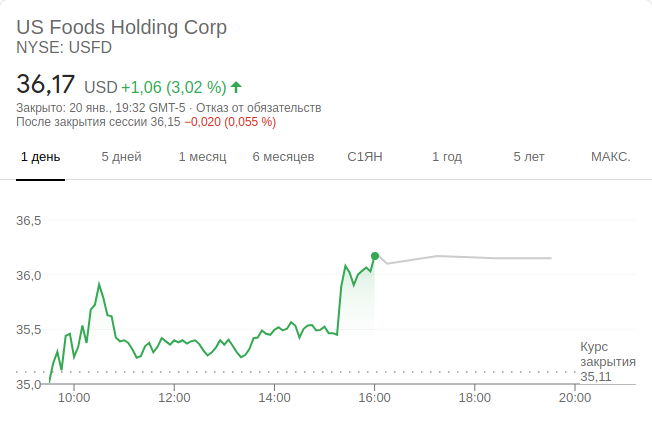 US Foods Holding Corp
NYSE: USFD
36,17 USD +1,06 (3,02 %)
Закрыто: 20 янв., 19:32 GMT-5 · Отказ от обязательств
После закрытия сессии 36,15 −0,020 (0,055 %)
1 день 5 дней 1 месяц 6 месяцев С1ЯН 1 год 5 лет МАКС.
36,5
36,0
35,5
35,0
Курс
закрытия
35,11
10:00 12:00 14:00 16:00 18:00 20:00